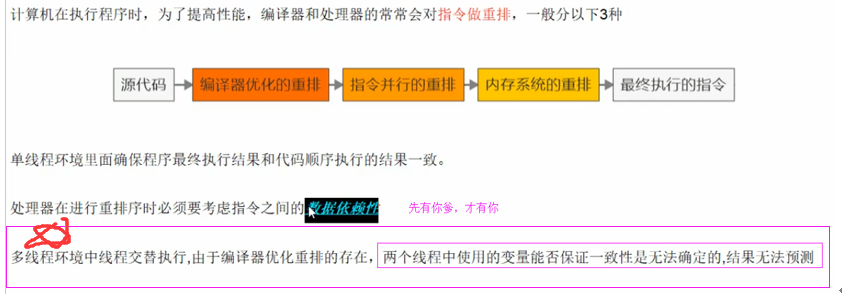 计算机在执行程序时，为了提高性能，编译器和处理器的常常会对指令做重排，一般分以下3种
源代码 编译器优化的重排 指令并行的重排 内存系统的重排 最终执行的指令
单线程环境里面确保程序最终执行结果和代码顺序执行的结果一致。
处理器在进行重排序时必须要考虑指令之间的数据依赖性 先有你爹，才有你
多线程环境中线程交替执行,由于编译器优化重排的存在，两个线程中使用的变量能否保证一致性是无法确定的,结果无法预测